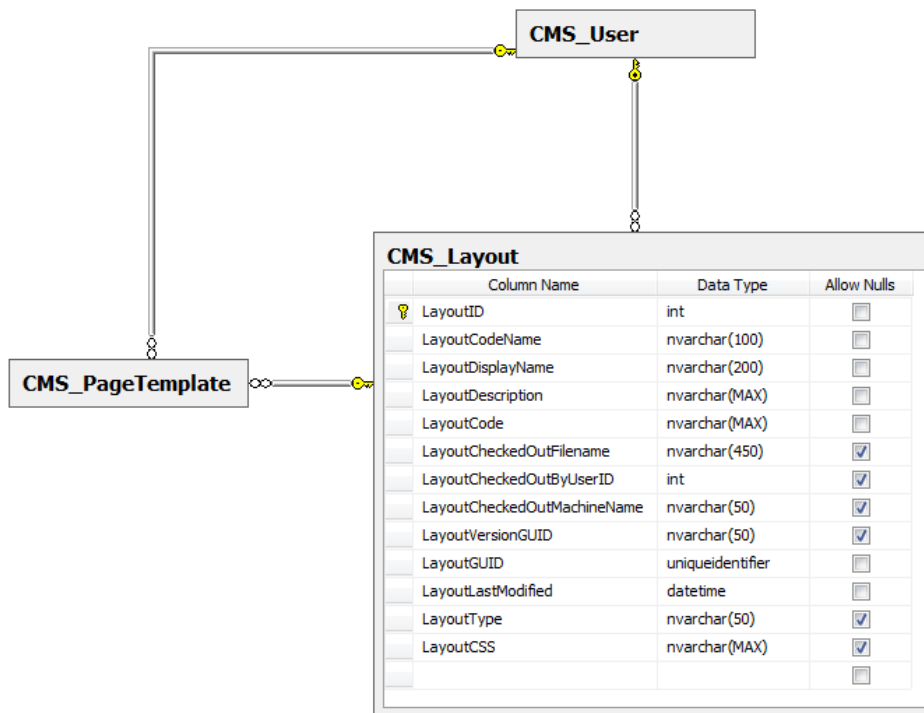 CMS_User
CMS_PageTemplate
CMS_Layout
Column Name Data Type Allow Nulls
LayoutID int
LayoutCodeName nvarchar(100)
LayoutDisplayName nvarchar(200)
LayoutDescription nvarchar(MAX)
LayoutCode nvarchar(MAX)
LayoutCheckedOutFilename nvarchar(450)
LayoutCheckedOutByUserID int
LayoutCheckedOutMachineName nvarchar(50)
LayoutVersionGUID nvarchar(50)
LayoutGUID uniqueidentifier
LayoutLastModified datetime
LayoutType nvarchar(50)
LayoutCSS nvarchar(MAX)